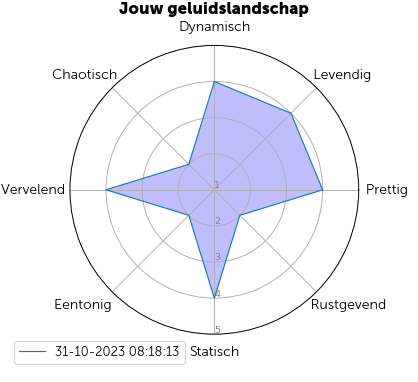 Jouw geluidslandschap
Dynamisch
Chaotisch
Levendig
Vervelend
1
Prettig
2
3
4
Eentonig
Rustgevend
5
31-10-2023 08:18:13
Statisch